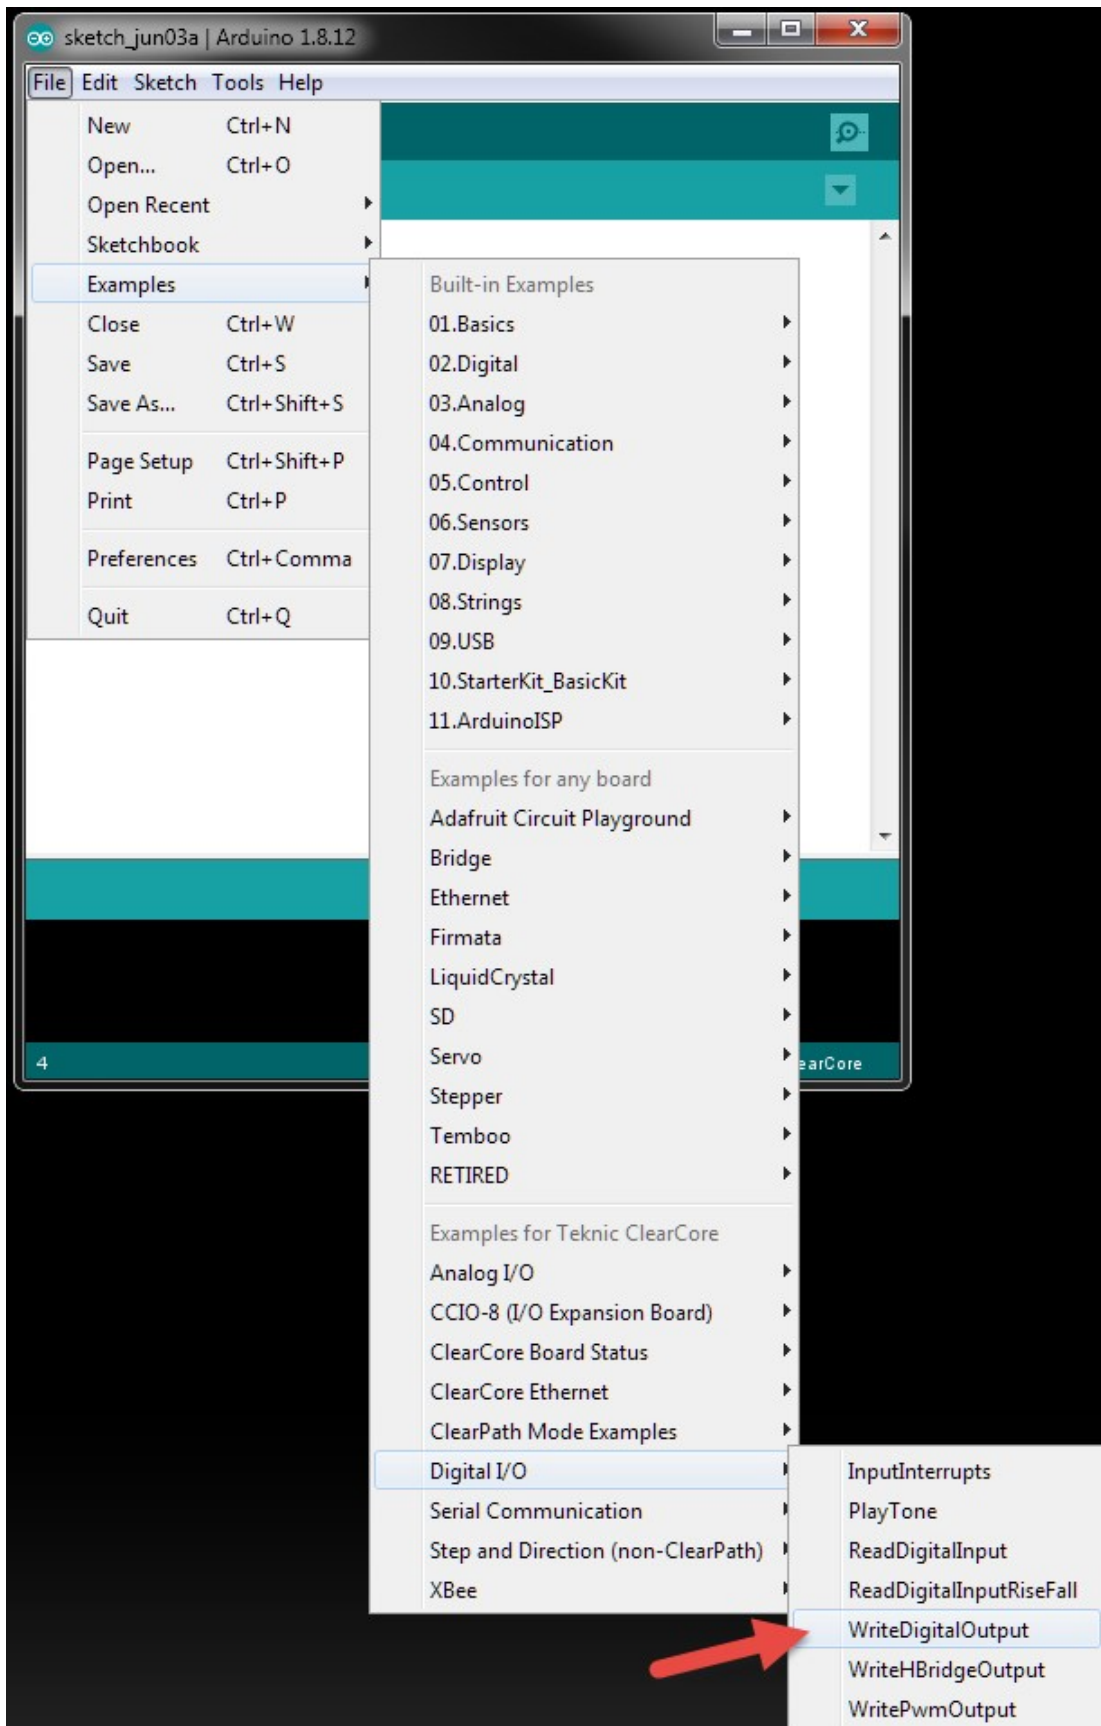 sketch_jun03a | Arduino 1.8.12
File Edit Sketch Tools Help
New Ctrl+N
Open... Ctrl+O
Open Recent
Sketchbook
Examples
Close Ctrl+W
Save Ctrl+S
Save As... Ctrl+Shift+S
Page Setup Ctrl+Shift+P
Print Ctrl+P
Preferences Ctrl+Comma
Quit Ctrl+Q
Built-in Examples
01.Basics
02.Digital
03.Analog
04.Communication
05.Control
06.Sensors
07.Display
08.Strings
09.USB
10.StarterKit_BasicKit
11.ArduinoISP
Examples for any board
Adafruit Circuit Playground
Bridge
Ethernet
Firmata
LiquidCrystal
SD
Servo
Stepper
Temboo
RETIRED
Examples for Teknic ClearCore
Analog I/O
CCIO-8 (I/O Expansion Board)
ClearCore Board Status
ClearCore Ethernet
ClearPath Mode Examples
Digital I/O
Serial Communication
Step and Direction (non-ClearPath)
XBee
InputInterrupts
PlayTone
ReadDigitalInput
ReadDigitalInputRiseFall
WriteDigitalOutput
WriteHBridgeOutput
WritePwmOutput
4 earCore